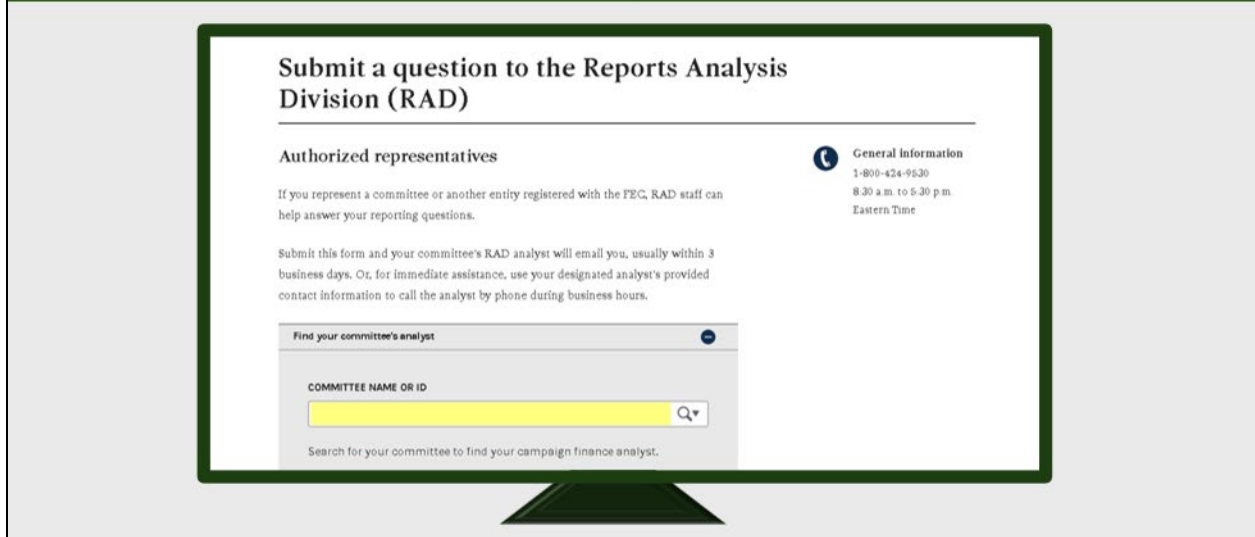 Submit a question to the Reports Analysis
Division (RAD)
Authorized representatives
If you represent a committee or another entity registered with the FEC, RAD staff can
help answer your reporting questions.
Submit this form and your committee's RAD analyst will email you, usually within 3
business days. Or, for immediate assistance, use your designated analyst's provided
contact information to call the analyst by phone during business hours.
Find your committee's analyst
COMMITTEE NAME OR ID
Search for your committee to find your campaign finance analyst.
General information
1-800-424-9530
8:30 a.m. to 5:30 p.m.
Eastern Time